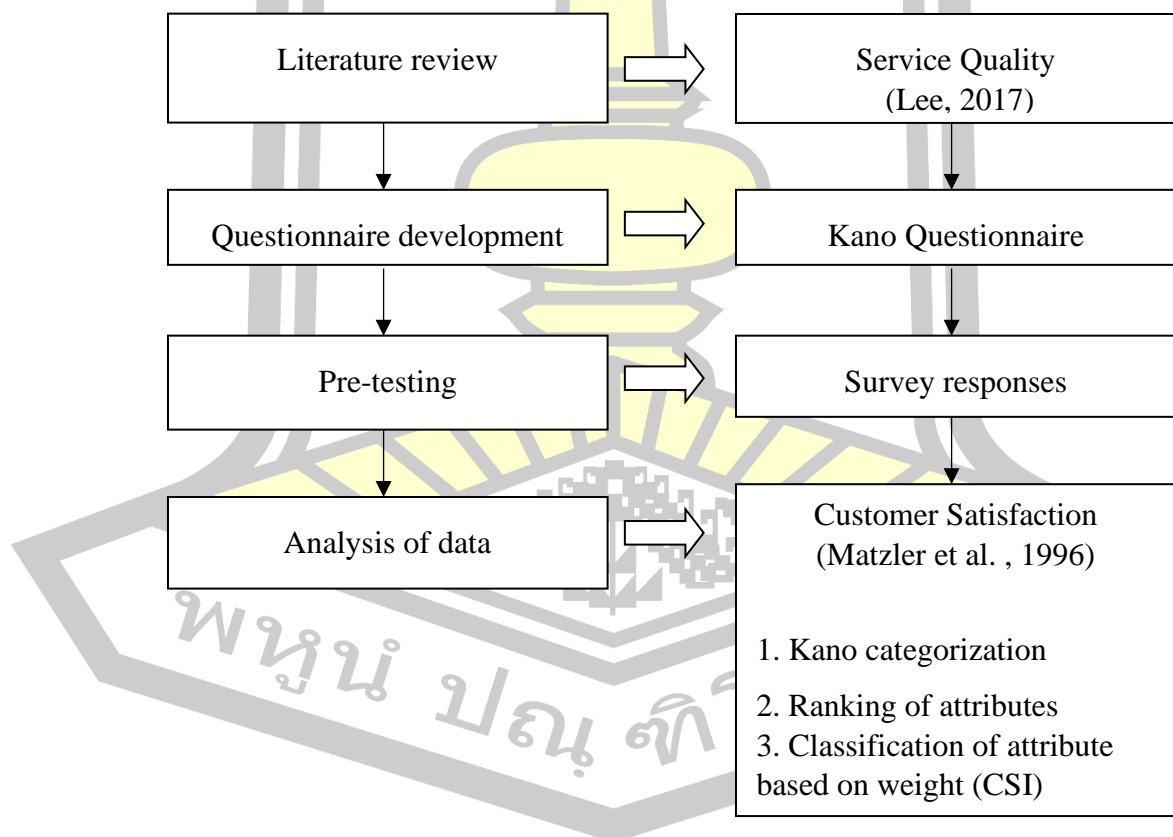 Literature review
Service Quality
(Lee, 2017)
Questionnaire development
Kano Questionnaire
Pre-testing
Survey responses
Analysis of data
Customer Satisfaction
(Matzler et al. , 1996)
1. Kano categorization
2. Ranking of attributes
3. Classification of attribute
based on weight (CSI)
พหูนํ ปณฺ